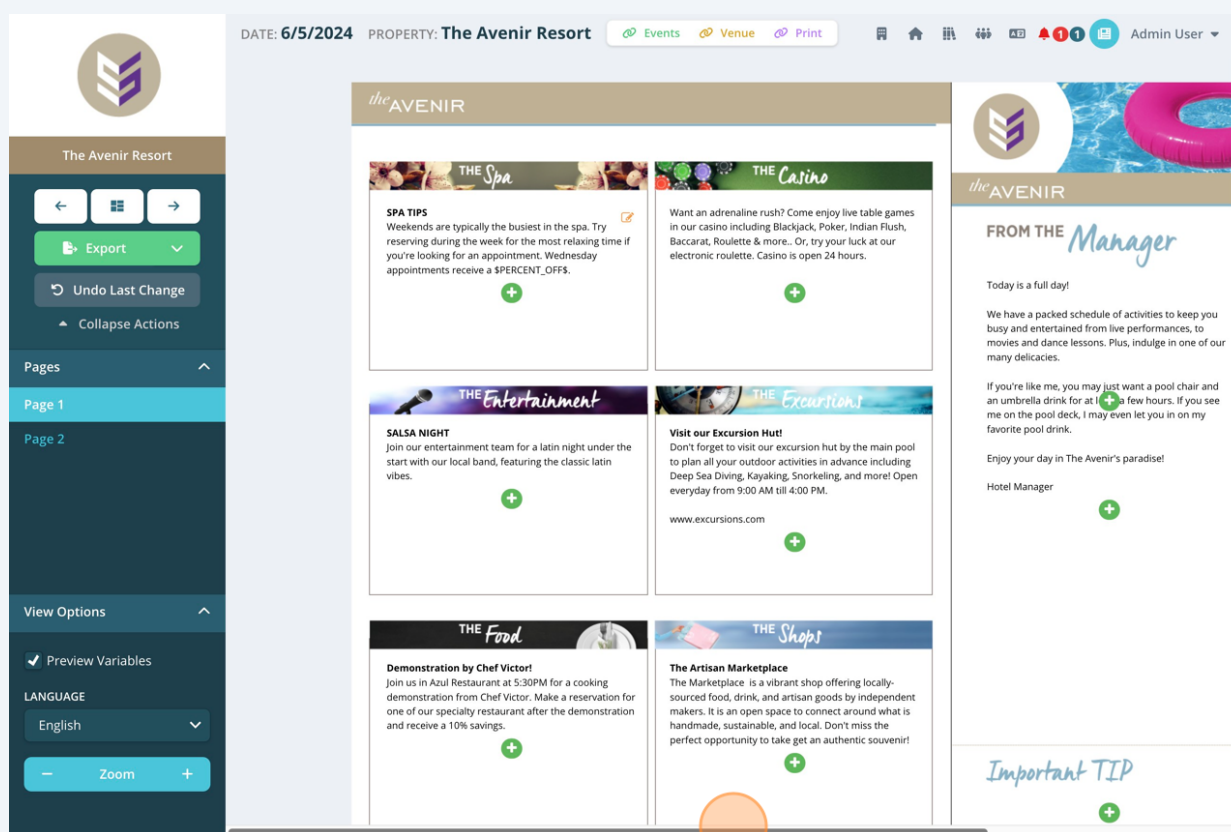 DATE: 6/5/2024 PROPERTY: The Avenir Resort Events Venue Print 1 1 Admin User
The Avenir Resort
Export
Undo Last Change
Collapse Actions
Pages
Page 1
Page 2
View Options
Preview Variables
LANGUAGE
English
Zoom
the AVENIR
THE Spa
SPA TIPS
Weekends are typically the busiest in the spa. Try
reserving during the week for the most relaxing time if
you're looking for an appointment. Wednesday
appointments receive a $PERCENT_OFF$.
THE Casino
Want an adrenaline rush? Come enjoy live table games
in our casino including Blackjack, Poker, Indian Flush,
Baccarat, Roulette & more.. Or, try your luck at our
electronic roulette. Casino is open 24 hours.
THE Entertainment
SALSA NIGHT
Join our entertainment team for a latin night under the
start with our local band, featuring the classic latin
vibes.
THE Excursions
Visit our Excursion Hut!
Don't forget to visit our excursion hut by the main pool
to plan all your outdoor activities in advance including
Deep Sea Diving, Kayaking, Snorkeling, and more! Open
everyday from 9:00 AM till 4:00 PM.
www.excursions.com
THE Food
Demonstration by Chef Victor!
Join us in Azul Restaurant at 5:30PM for a cooking
demonstration from Chef Victor. Make a reservation for
one of our specialty restaurant after the demonstration
and receive a 10% savings.
THE Shops
The Artisan Marketplace
The Marketplace is a vibrant shop offering locally-
sourced food, drink, and artisan goods by independent
makers. It is an open space to connect around what is
handmade, sustainable, and local. Don't miss the
perfect opportunity to take get an authentic souvenir!
the AVENIR
FROM THE Manager
Today is a full day!
We have a packed schedule of activities to keep you
busy and entertained from live performances, to
movies and dance lessons. Plus, indulge in one of our
many delicacies.
If you're like me, you may just want a pool chair and
an umbrella drink for at a few hours. If you see
me on the pool deck, I may even let you in on my
favorite pool drink.
Enjoy your day in The Avenir's paradise!
Hotel Manager
Important TIP